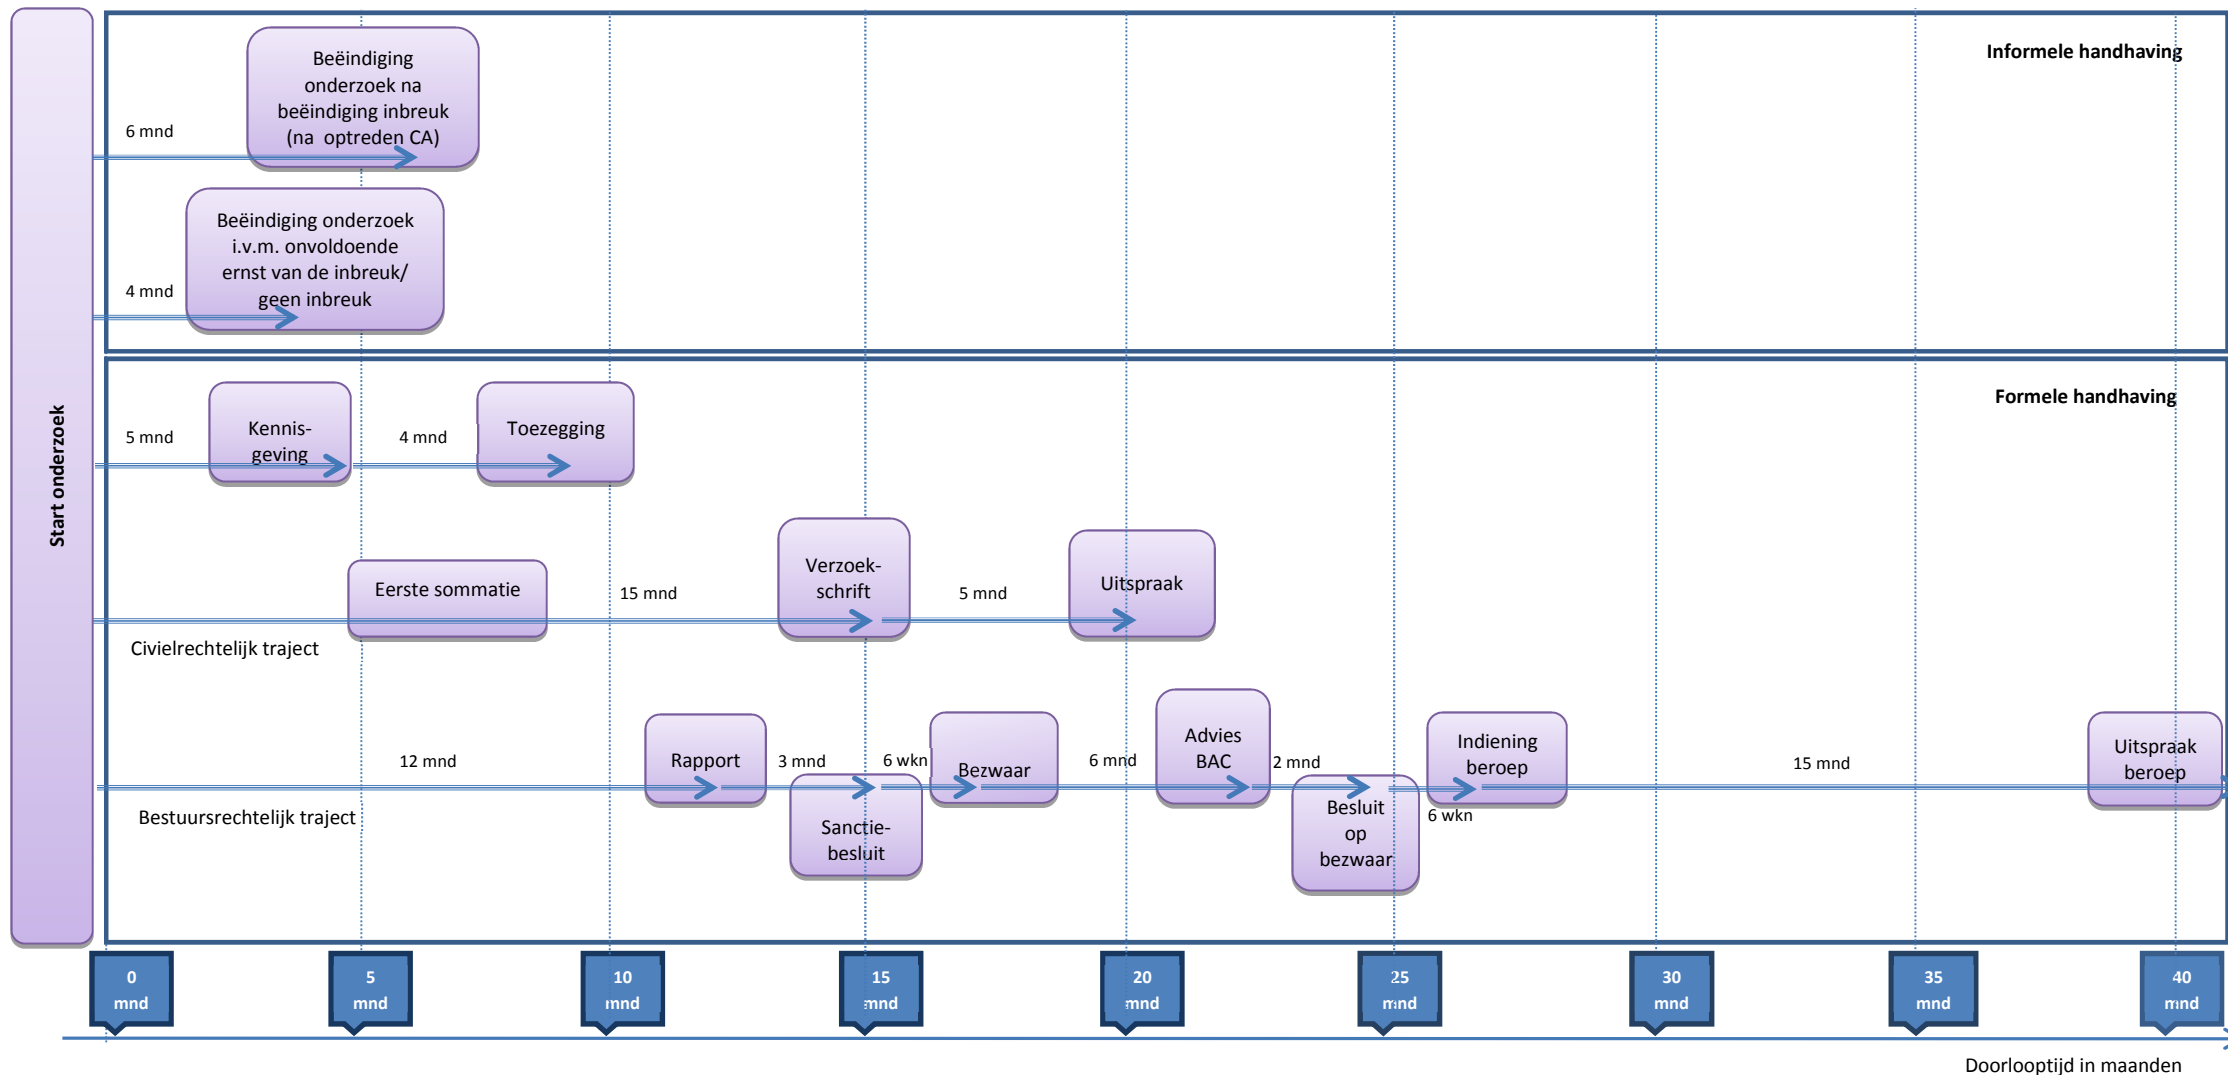 Start onderzoek
Informele handhaving
Beëindiging
onderzoek na
beëindiging inbreuk
(na optreden CA)
6 mnd
Beëindiging onderzoek
i.v.m. onvoldoende
ernst van de inbreuk/
geen inbreuk
4 mnd
Formele handhaving
5 mnd
Kennis-
geving
4 mnd
Toezegging
Eerste sommatie
15 mnd
Verzoek-
schrift
5 mnd
Uitspraak
Civielrechtelijk traject
12 mnd
Rapport
3 mnd
Sanctie-
besluit
6 wkn
Bezwaar
6 mnd
Advies
BAC
2 mnd
Besluit
op
bezwaar
6 wkn
Indiening
beroep
15 mnd
Uitspraak
beroep
Bestuursrechtelijk traject
0
mnd
5
mnd
10
mnd
15
mnd
20
mnd
25
mnd
30
mnd
35
mnd
40
mnd
Doorlooptijd in maanden